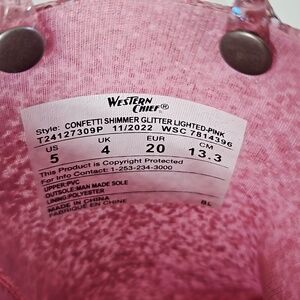 WESTERN
CHIEF®
Style: CONFETTI SHIMMER GLITTER LIGHTED-PINK
T24127309P 11/2022 WSC 7814396
US UK EUR CM
5 4 20 13.3
This Product is Copyright Protected
For Info Contact: 1-253-234-3000
UPPER:PVC
OUTSOLE:MAN MADE SOLE
LINING:POLYESTER
MADE IN CHINA
FABRIQUÉ EN CHINE
BL